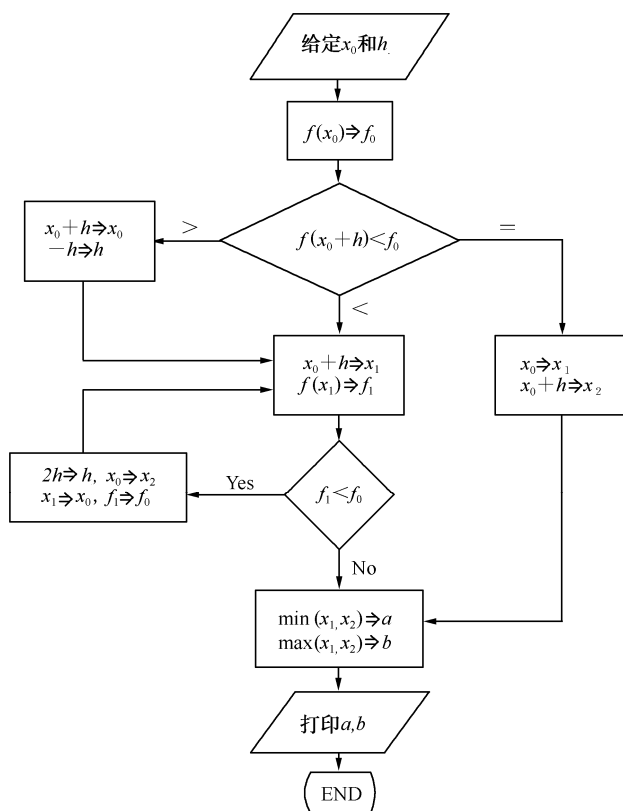 给定x₀和h.
f(x₀)⇒f₀
x₀+h⇒x₀
−h⇒h
>
f(x₀+h)<f₀
=
<
x₀+h⇒x₁
f(x₁)⇒f₁
x₀⇒x₁
x₀+h⇒x₂
2h⇒h, x₀⇒x₂
x₁⇒x₀, f₁⇒f₀
Yes
f₁<f₀
No
min(x₁,x₂)⇒a
max(x₁,x₂)⇒b
打印a,b
END